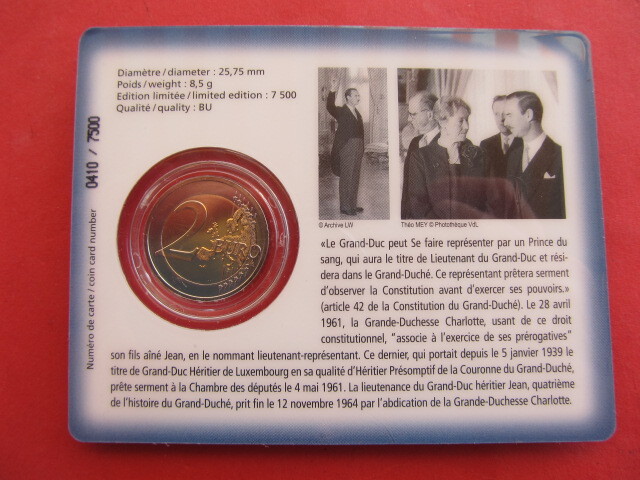 Diamètre / diameter : 25,75 mm
Poids / weight : 8,5 g
Edition limitée / limited edition : 7 500
Qualité / quality : BU
Numéro de carte / coin card number 0410 / 7500
2 EURO
© Archive LW
Théo MEY © Photothèque VdL
«Le Grand-Duc peut Se faire représenter par un Prince du
sang, qui aura le titre de Lieutenant du Grand-Duc et rési-
dera dans le Grand-Duché. Ce représentant prêtera serment
d'observer la Constitution avant d'exercer ses pouvoirs.»
(article 42 de la Constitution du Grand-Duché). Le 28 avril
1961, la Grande-Duchesse Charlotte, usant de ce droit
constitutionnel, "associe à l'exercice de ses prérogatives"
son fils aîné Jean, en le nommant lieutenant-représentant. Ce dernier, qui portait depuis le 5 janvier 1939 le
titre de Grand-Duc Héritier de Luxembourg en sa qualité d'Héritier Présomptif de la Couronne du Grand-Duché,
prête serment à la Chambre des députés le 4 mai 1961. La lieutenance du Grand-Duc héritier Jean, quatrième
de l'histoire du Grand-Duché, prit fin le 12 novembre 1964 par l'abdication de la Grande-Duchesse Charlotte.